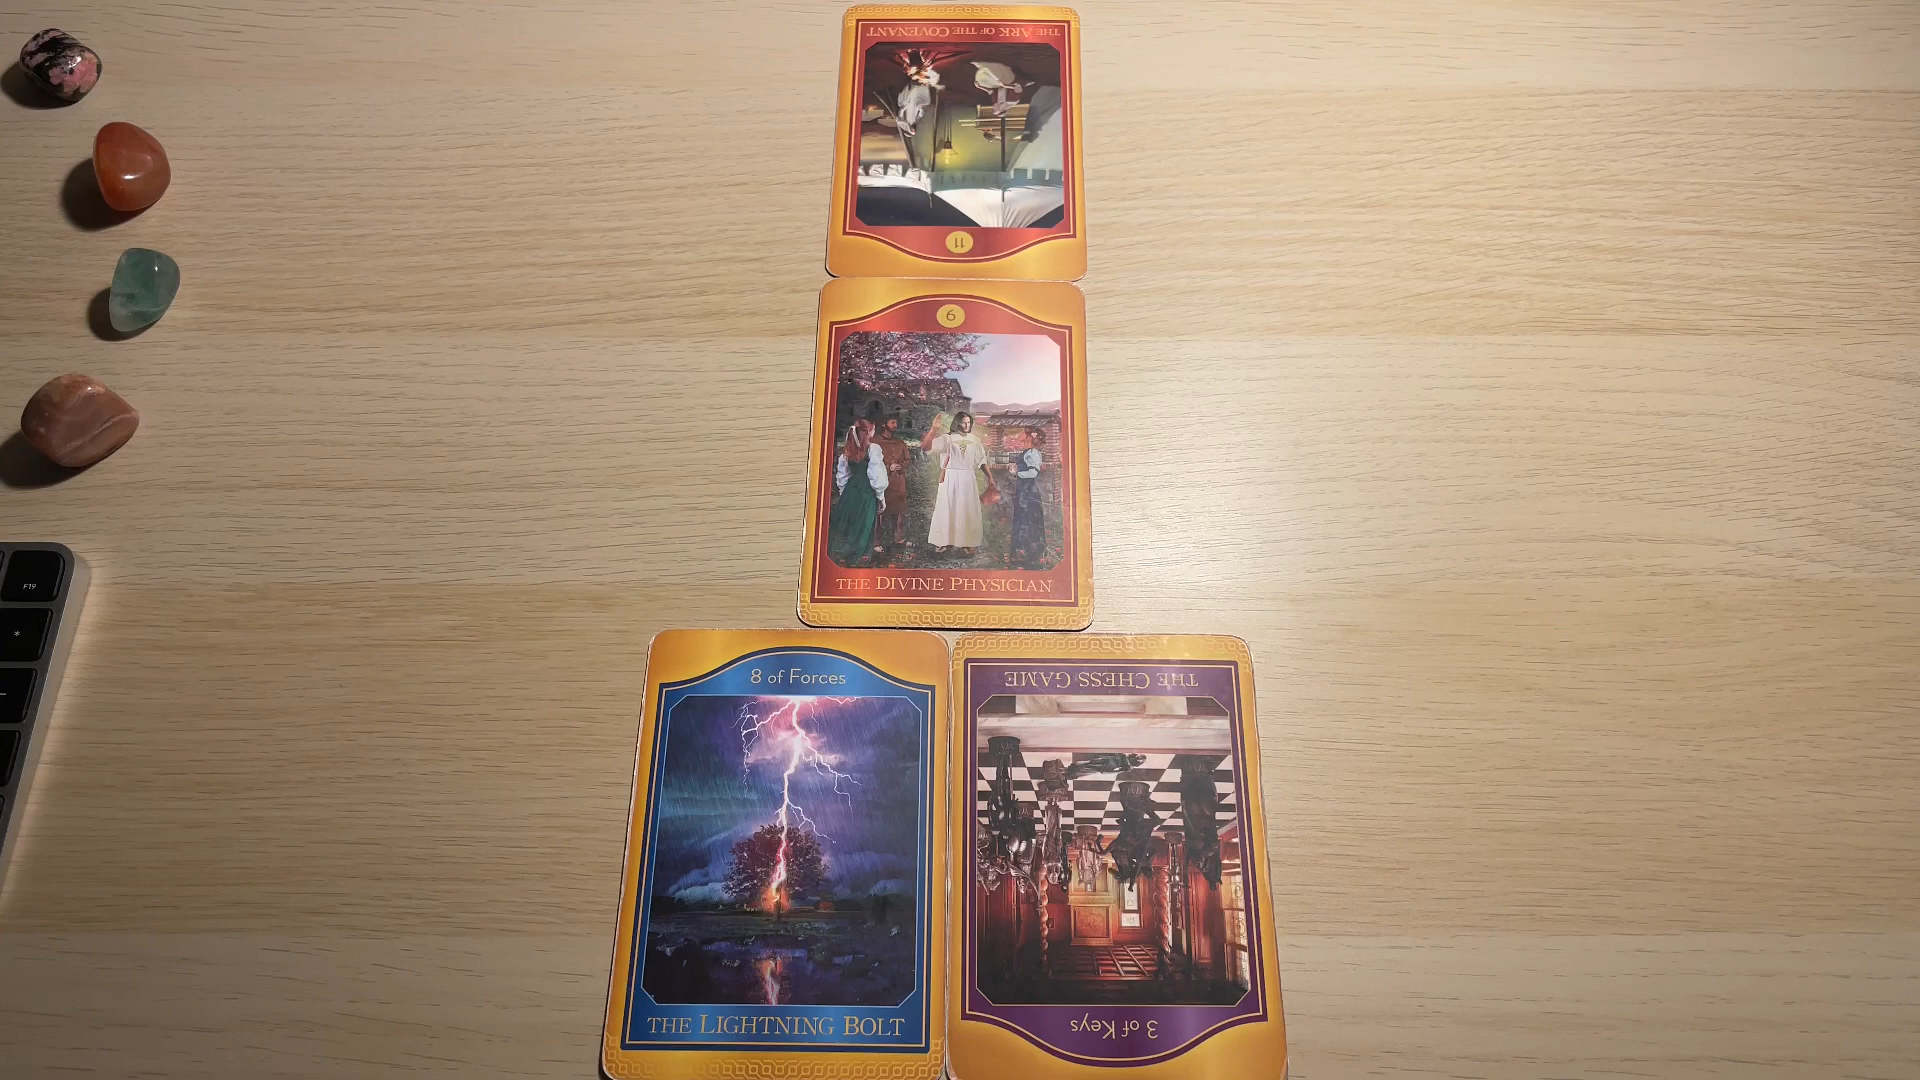 THE ARK OF THE COVENANT
11
6
THE DIVINE PHYSICIAN
8 of Forces
THE LIGHTNING BOLT
THE CHESS GAME
3 of Keys
F19
*
-